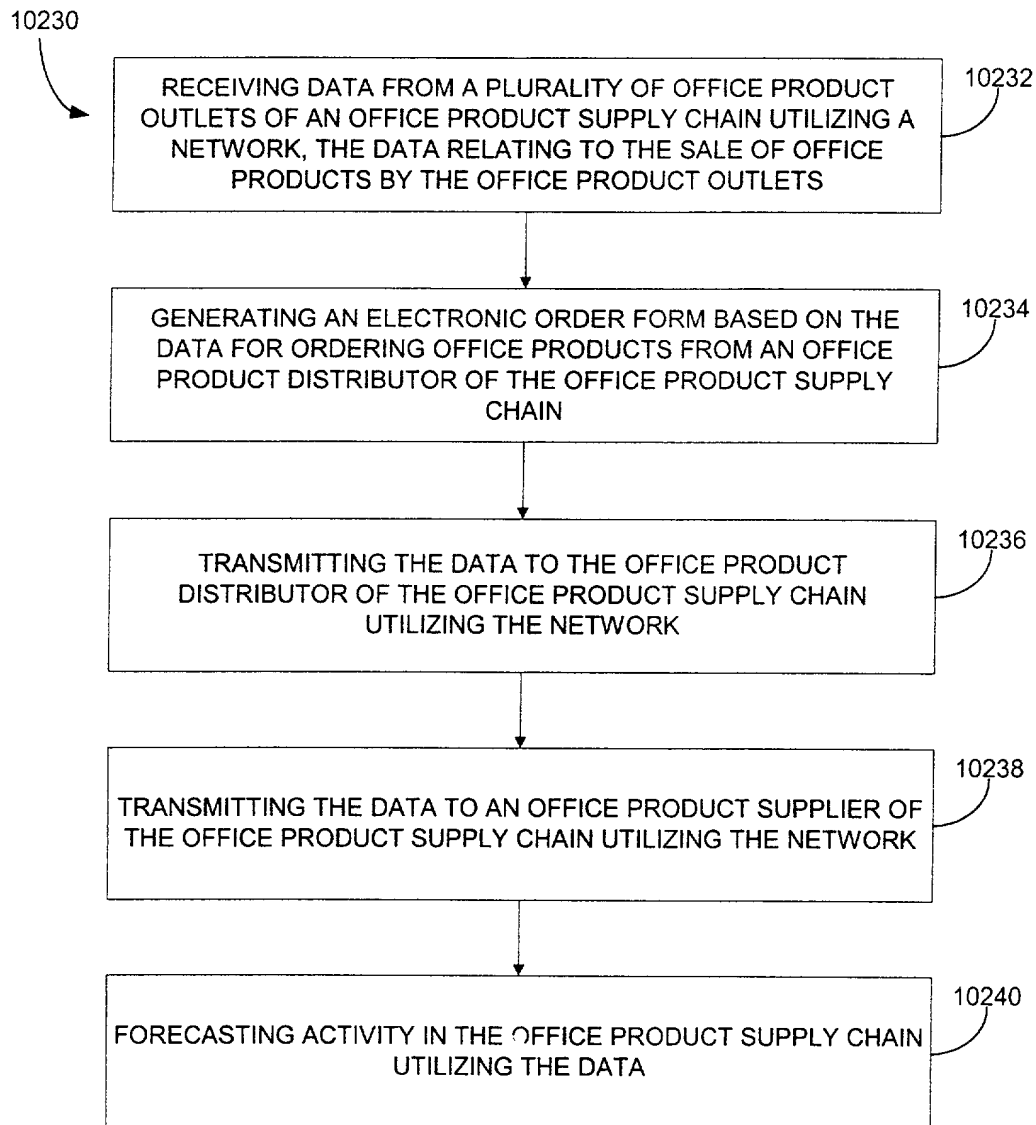 10230
10232
RECEIVING DATA FROM A PLURALITY OF OFFICE PRODUCT
OUTLETS OF AN OFFICE PRODUCT SUPPLY CHAIN UTILIZING A
NETWORK, THE DATA RELATING TO THE SALE OF OFFICE
PRODUCTS BY THE OFFICE PRODUCT OUTLETS
10234
GENERATING AN ELECTRONIC ORDER FORM BASED ON THE
DATA FOR ORDERING OFFICE PRODUCTS FROM AN OFFICE
PRODUCT DISTRIBUTOR OF THE OFFICE PRODUCT SUPPLY
CHAIN
10236
TRANSMITTING THE DATA TO THE OFFICE PRODUCT
DISTRIBUTOR OF THE OFFICE PRODUCT SUPPLY CHAIN
UTILIZING THE NETWORK
10238
TRANSMITTING THE DATA TO AN OFFICE PRODUCT SUPPLIER OF
THE OFFICE PRODUCT SUPPLY CHAIN UTILIZING THE NETWORK
10240
FORECASTING ACTIVITY IN THE OFFICE PRODUCT SUPPLY CHAIN
UTILIZING THE DATA